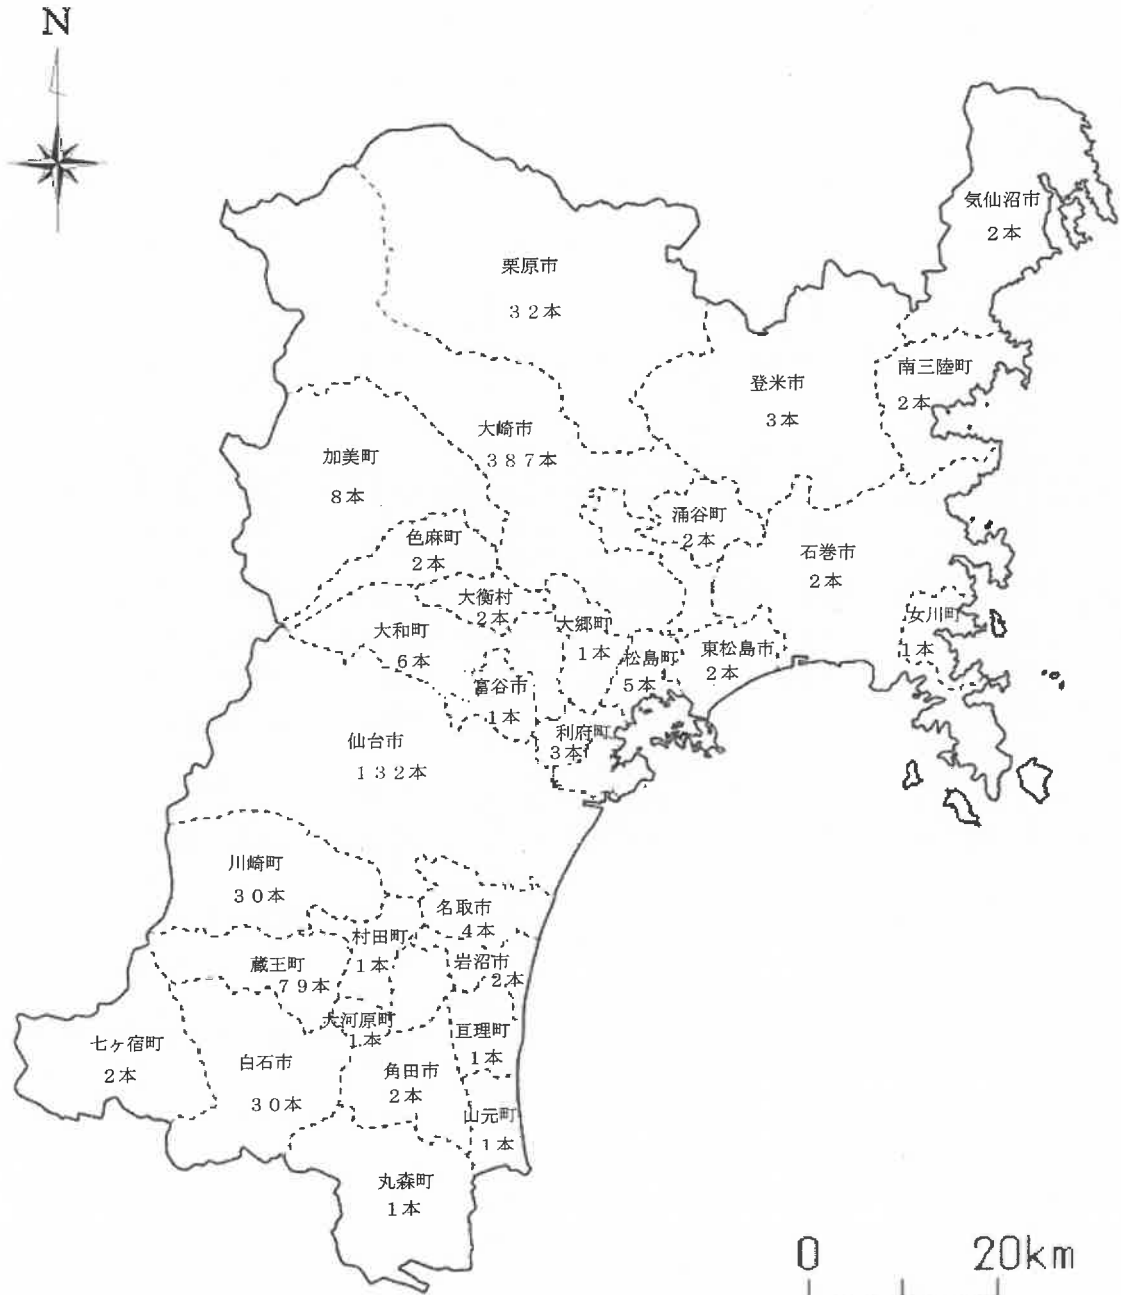 N
気仙沼市
2本
栗原市
32本
南三陸町
2本
登米市
3本
大崎市
387本
加美町
8本
涌谷町
2本
色麻町
2本
石巻市
2本
大衡村
2本
大郷町
1本
女川町
1本
大和町
6本
松島町
5本
東松島市
2本
富谷市
1本
利府町
3本
仙台市
132本
川崎町
30本
名取市
4本
村田町
1本
岩沼市
2本
蔵王町
79本
大河原町
1本
亘理町
1本
七ヶ宿町
2本
白石市
30本
角田市
2本
山元町
1本
丸森町
1本
0 20km